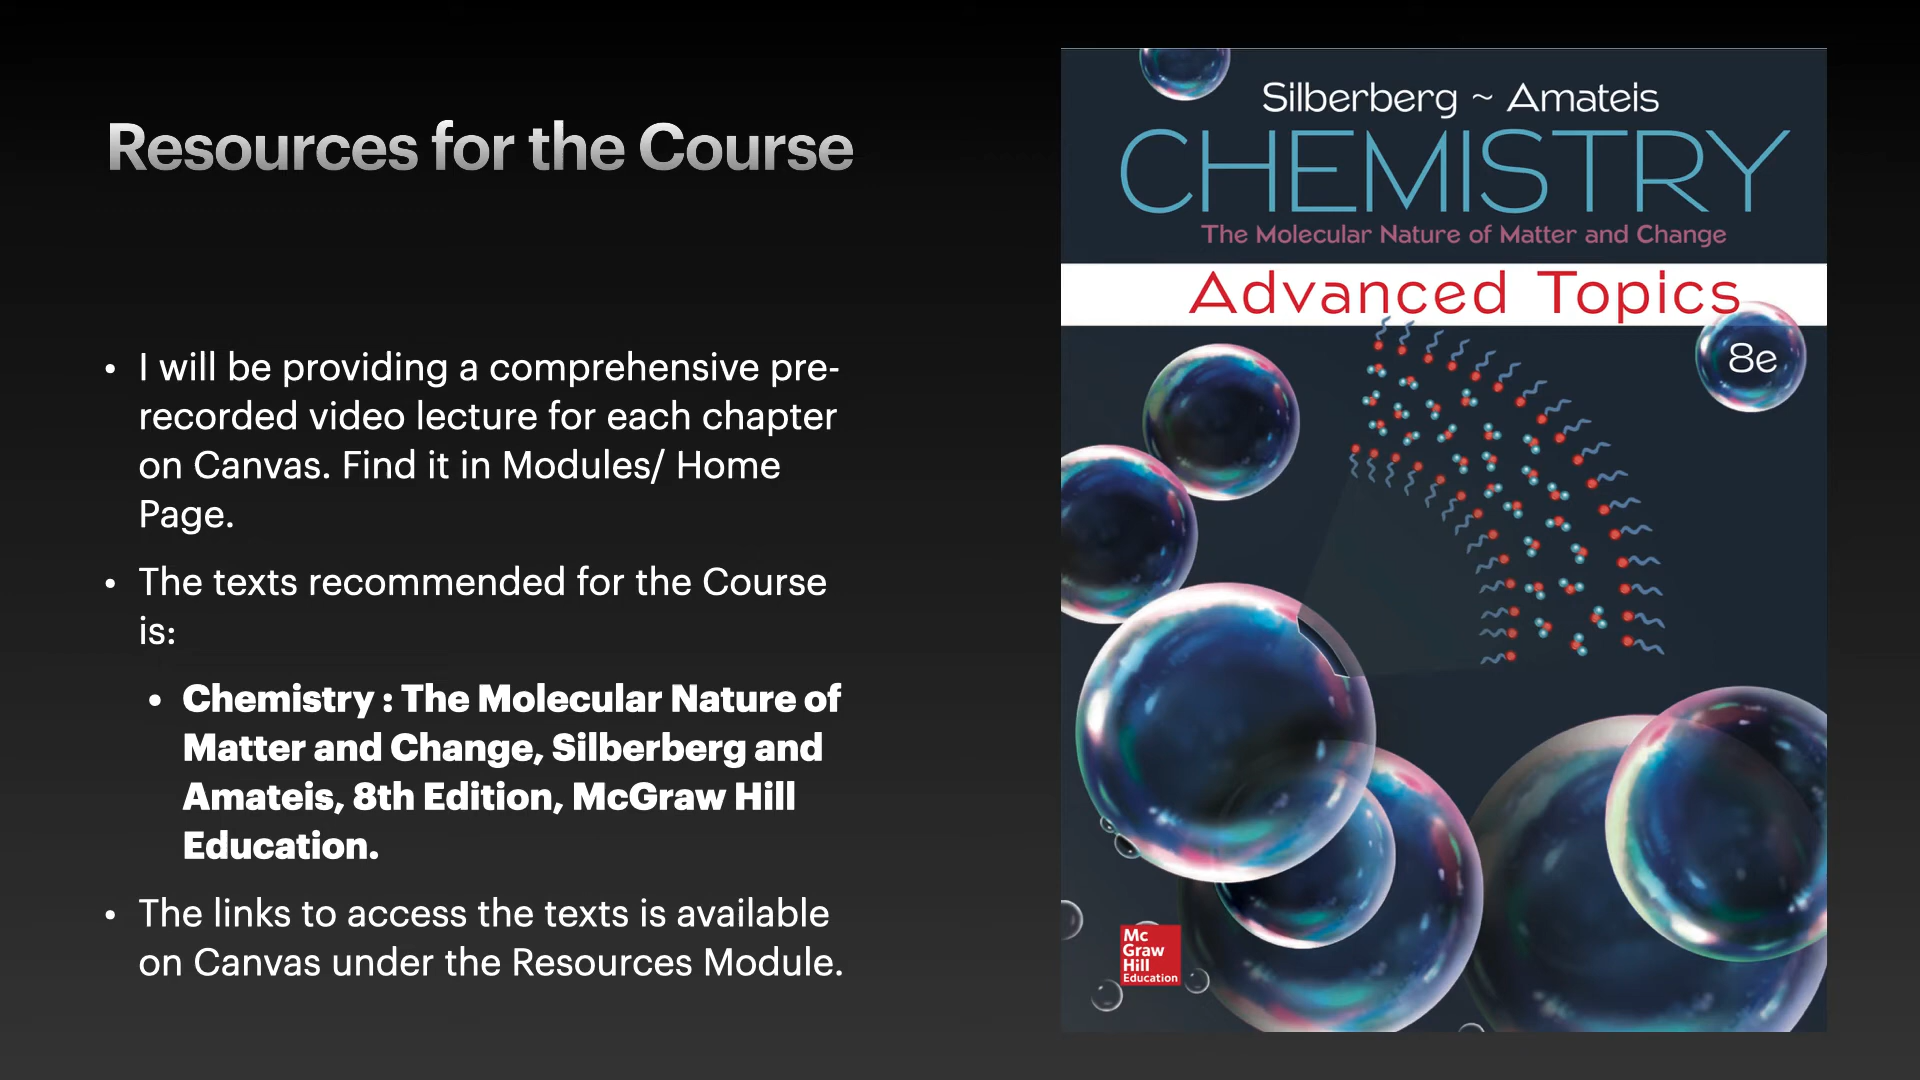 Resources for the Course
• I will be providing a comprehensive pre-
recorded video lecture for each chapter
on Canvas. Find it in Modules/ Home
Page.
• The texts recommended for the Course
is:
• Chemistry : The Molecular Nature of
Matter and Change, Silberberg and
Amateis, 8th Edition, McGraw Hill
Education.
• The links to access the texts is available
on Canvas under the Resources Module.
Silberberg ~ Amateis
CHEMISTRY
The Molecular Nature of Matter and Change
Advanced Topics
8e
Mc
Graw
Hill
Education